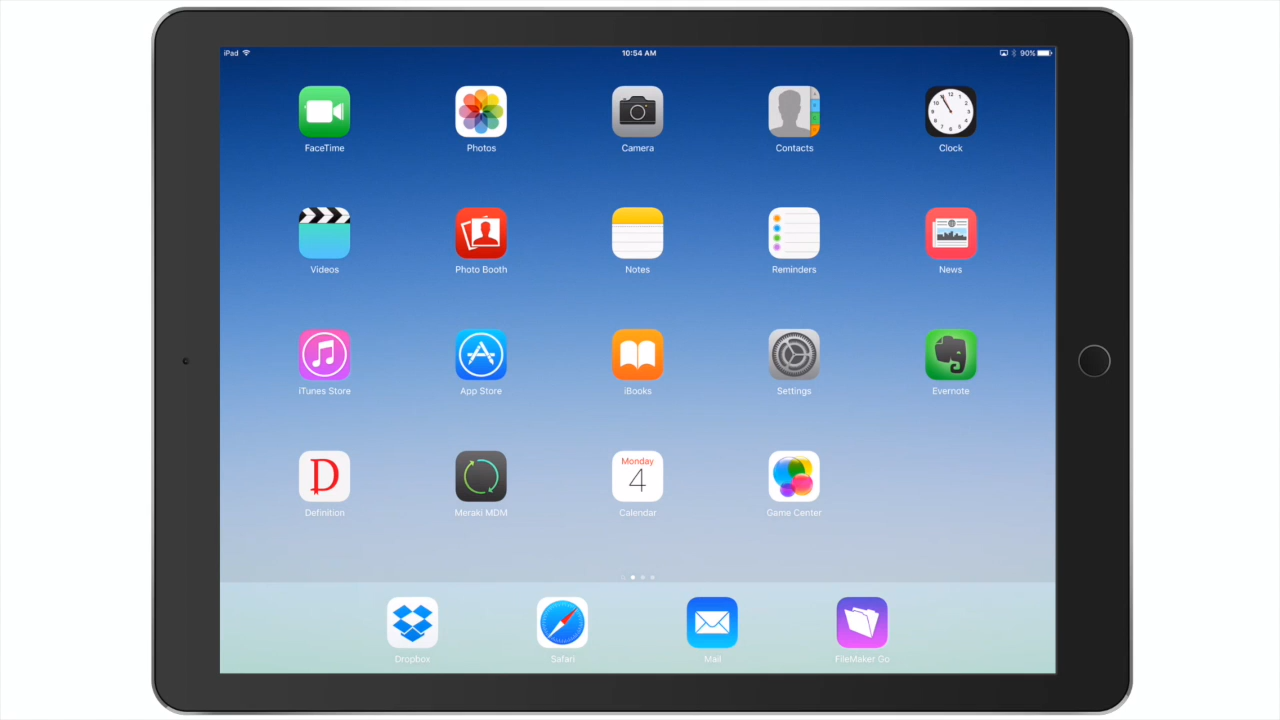 iPad 10:54 AM 90%
FaceTime Photos Camera Contacts Clock
Videos Photo Booth Notes Reminders News
iTunes Store App Store iBooks Settings Evernote
D
Monday
4
Definition Meraki MDM Calendar Game Center
Dropbox Safari Mail FileMaker Go